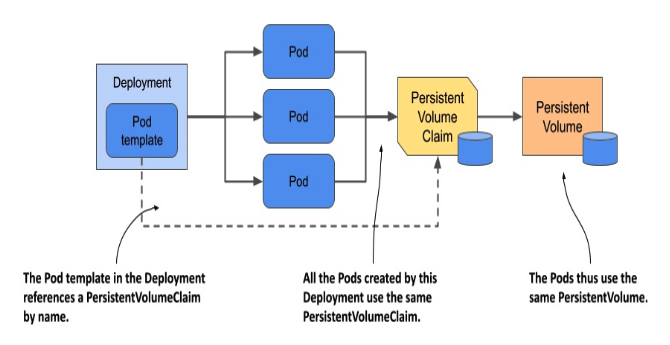 Pod
Deployment
Pod
template
Pod
Pod
Persistent
Volume
Claim
Persistent
Volume
The Pod template in the Deployment
references a PersistentVolumeClaim
by name.
All the Pods created by this
Deployment use the same
PersistentVolumeClaim.
The Pods thus use the
same PersistentVolume.